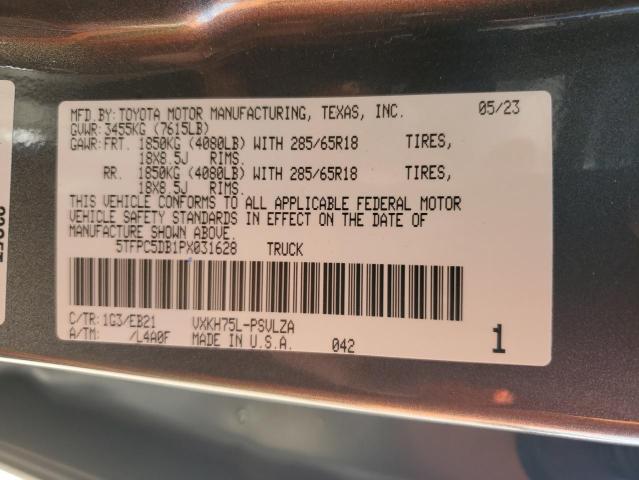 MFD.BY:TOYOTA MOTOR MANUFACTURING, TEXAS, INC. 05/23
GVWR: 3455KG (7615LB)
GAWR: FRT. 1850KG (4080LB) WITH 285/65R18 TIRES,
18X8.5J RIMS.
RR. 1850KG (4080LB) WITH 285/65R18 TIRES,
18X8.5J RIMS.
THIS VEHICLE CONFORMS TO ALL APPLICABLE FEDERAL MOTOR
VEHICLE SAFETY STANDARDS IN EFFECT ON THE DATE OF
MANUFACTURE SHOWN ABOVE.
5TFPC5DB1PX031628 TRUCK
C/TR: 1G3/EB21 VXKH75L-PSVLZA
A/TM: /L4A0F MADE IN U.S.A. 042 1